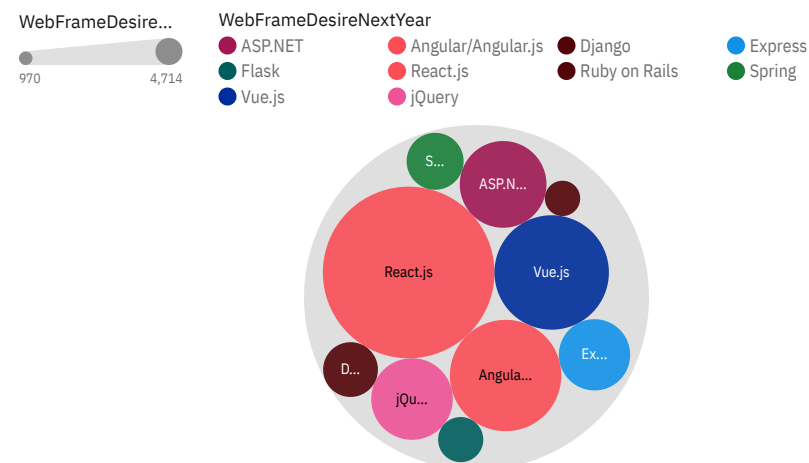 WebFrameDesire...
970 4,714
WebFrameDesireNextYear
ASP.NET Angular/Angular.js Django Express
Flask React.js Ruby on Rails Spring
Vue.js jQuery
S...
ASP.N...
React.js
Vue.js
Ex...
D...
Angula...
jQu...